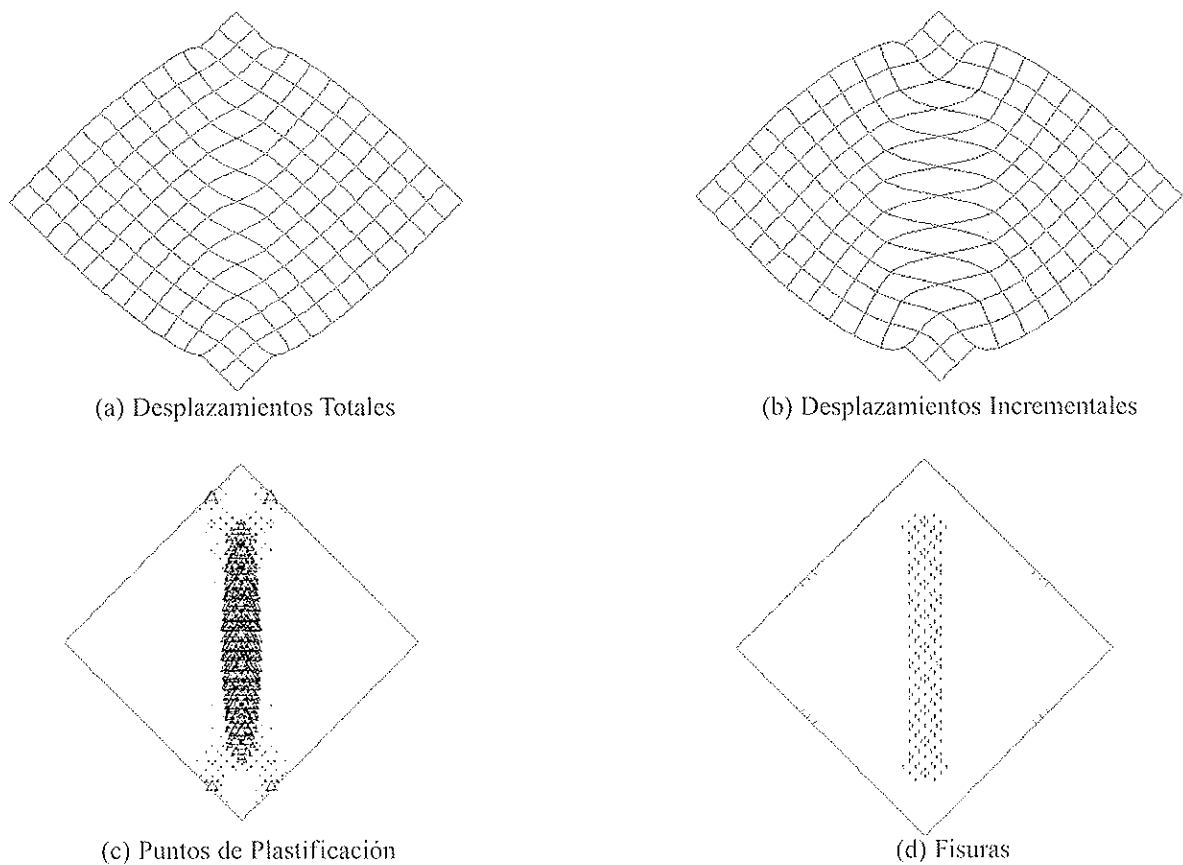 (a) Desplazamientos Totales
(b) Desplazamientos Incrementales
(c) Puntos de Plastificación
(d) Fisuras